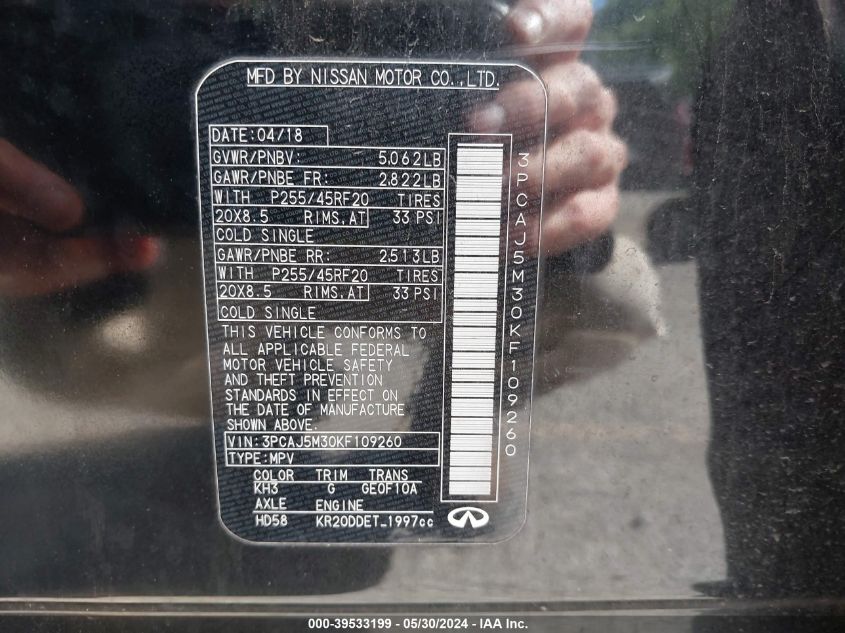 MFD BY NISSAN MOTOR CO.,LTD.
DATE:04/18
GVWR/PNBV: 5,062LB
GAWR/PNBE FR: 2,822LB
WITH P255/45RF20 TIRES
20X8.5 RIMS,AT 33 PSI
COLD SINGLE
GAWR/PNBE RR: 2,513LB
WITH P255/45RF20 TIRES
20X8.5 RIMS,AT 33 PSI
COLD SINGLE
THIS VEHICLE CONFORMS TO
ALL APPLICABLE FEDERAL
MOTOR VEHICLE SAFETY
AND THEFT PREVENTION
STANDARDS IN EFFECT ON
THE DATE OF MANUFACTURE
SHOWN ABOVE.
VIN:3PCAJ5M30KF109260
TYPE:MPV
COLOR TRIM TRANS
KH3 G GE0F10A
AXLE ENGINE
HD58 KR20DDET_1997cc
3PCAJ5M30KF109260
000-39533199 - 05/30/2024 - IAA Inc.